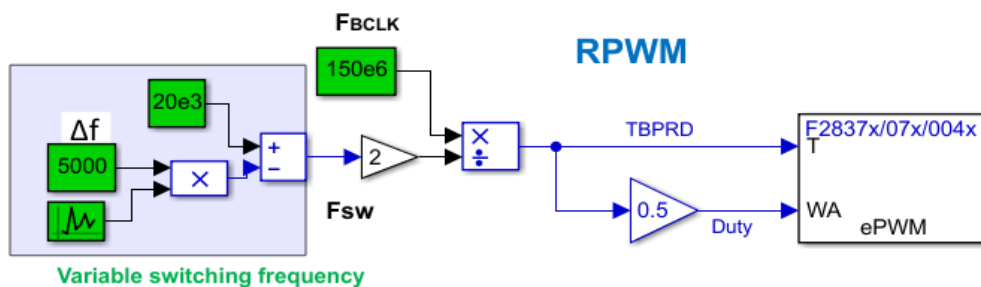 FBCLK
RPWM
150e6
20e3
Δf
5000
×
+
−
2
×
÷
Fsw
TBPRD
F2837x/07x/004x
T
0.5
Duty
WA
ePWM
Variable switching frequency